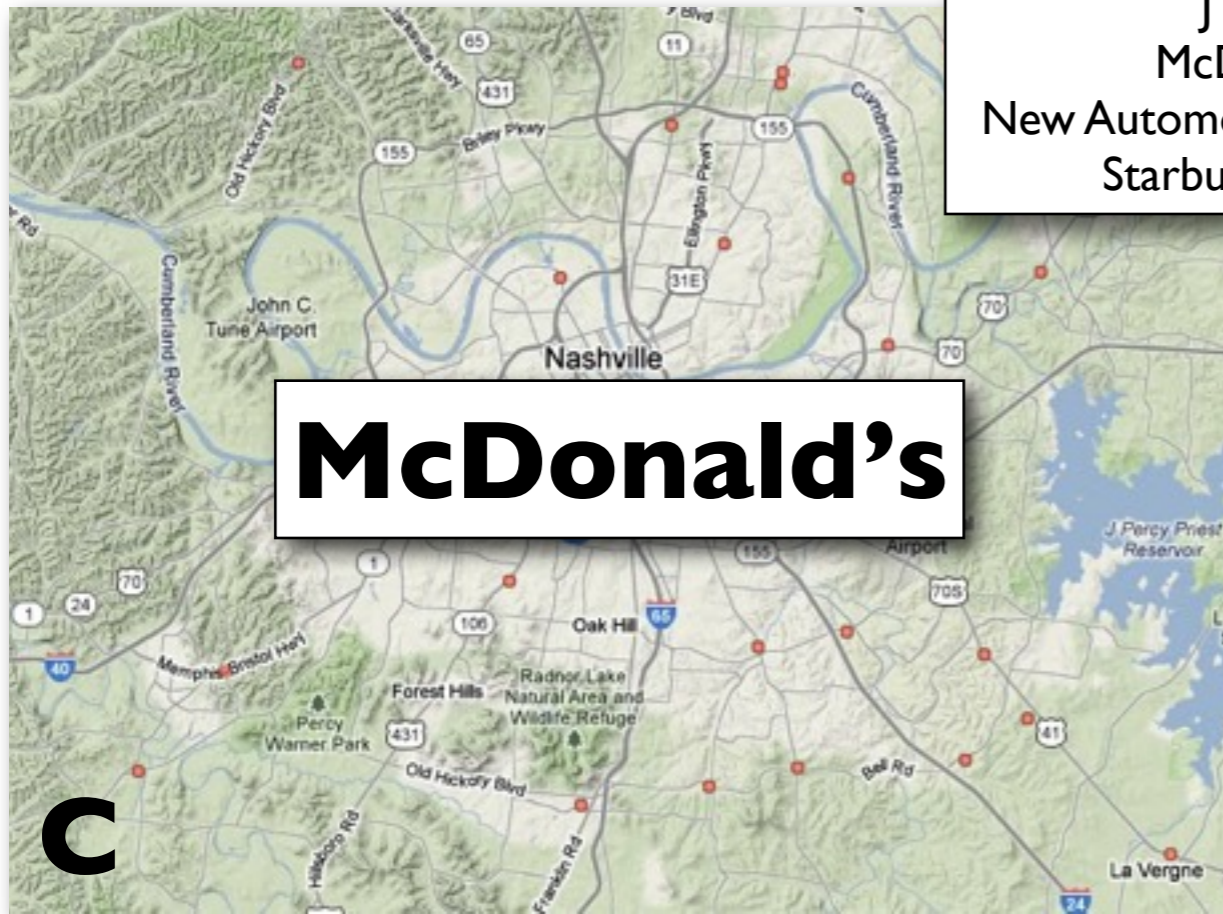 J
McD
New Autom
Starbu
65
11
y Blvd
431
155
Briley Pkwy
155
Old Hickory Blvd
Ellington Pkwy
Cumberland River
31E
Cumberland River
John C.
Tune Airport
70
70
Nashville
McDonald's
Airport
J Percy Priest
Reservoir
155
1
70
70S
1
24
106
Oak Hill
65
40
Memphis Bristol Hwy
Forest Hills
Radnor Lake
Natural Area and
Wildlife Refuge
Percy
Warner Park
431
41
Old Hickory Blvd
Bell Rd
C
Hillsboro Rd
Franklin Rd
La Vergne
24